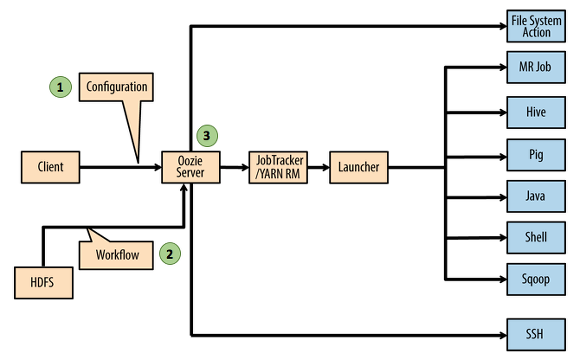 File System
Action
1
Configuration
MR Job
Hive
3
Client
Oozie
Server
JobTracker
/YARN RM
Launcher
Pig
Java
Workflow
2
Shell
HDFS
Sqoop
SSH